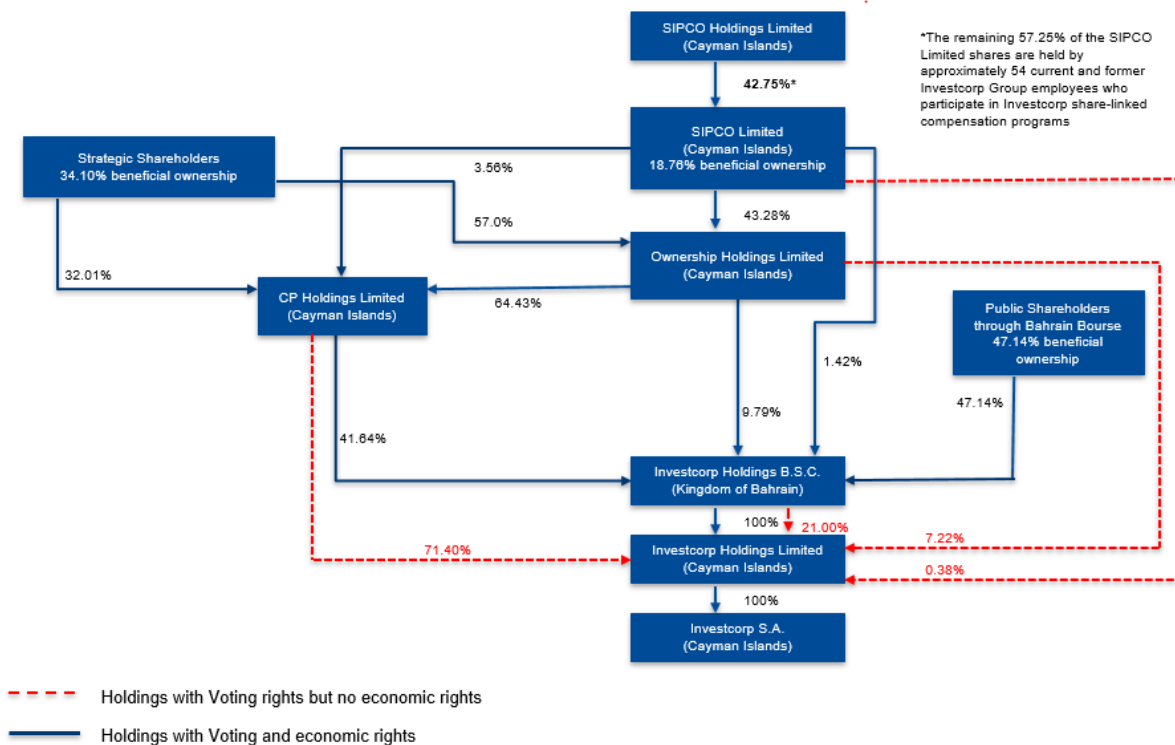 SIPCO Holdings Limited
(Cayman Islands)
*The remaining 57.25% of the SIPCO
Limited shares are held by
approximately 54 current and former
Investcorp Group employees who
participate in Investcorp share-linked
compensation programs
42.75%*
SIPCO Limited
(Cayman Islands)
18.76% beneficial ownership
Strategic Shareholders
34.10% beneficial ownership
3.56%
43.28%
57.0%
Ownership Holdings Limited
(Cayman Islands)
32.01%
CP Holdings Limited
(Cayman Islands)
64.43%
Public Shareholders
through Bahrain Bourse
47.14% beneficial
ownership
1.42%
9.79%
47.14%
41.64%
Investcorp Holdings B.S.C.
(Kingdom of Bahrain)
100%
21.00%
71.40%
Investcorp Holdings Limited
(Cayman Islands)
7.22%
0.38%
100%
Investcorp S.A.
(Cayman Islands)
Holdings with Voting rights but no economic rights
Holdings with Voting and economic rights